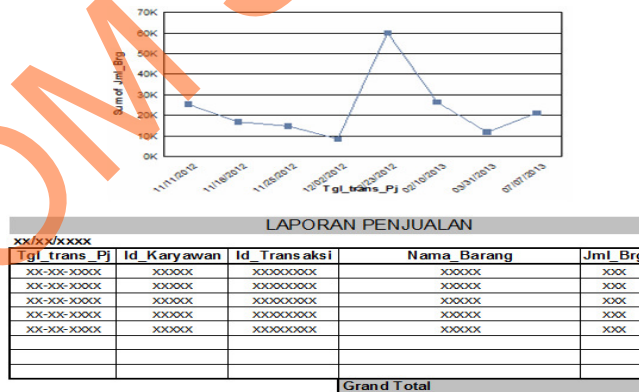 70K
60K
50K
40K
30K
20K
10K
0K
Sum of Jml_Brg
11/11/2012 11/18/2012 11/25/2012 12/02/2012 /23/2012 02/10/2013 03/31/2013 07/07/2013
Tgl_trans_Pj
LAPORAN PENJUALAN
xx/xx/xxxx
Tgl_trans_Pj Id_Karyawan Id_Transaksi Nama_Barang Jml_Brg
xx-xx-xxxx xxxxx xxxxxxxx xxxxx xxx
xx-xx-xxxx xxxxx xxxxxxxx xxxxx xxx
xx-xx-xxxx xxxxx xxxxxxxx xxxxx xxx
xx-xx-xxxx xxxxx xxxxxxxx xxxxx xxx
xx-xx-xxxx xxxxx xxxxxxxx xxxxx xxx
Grand Total